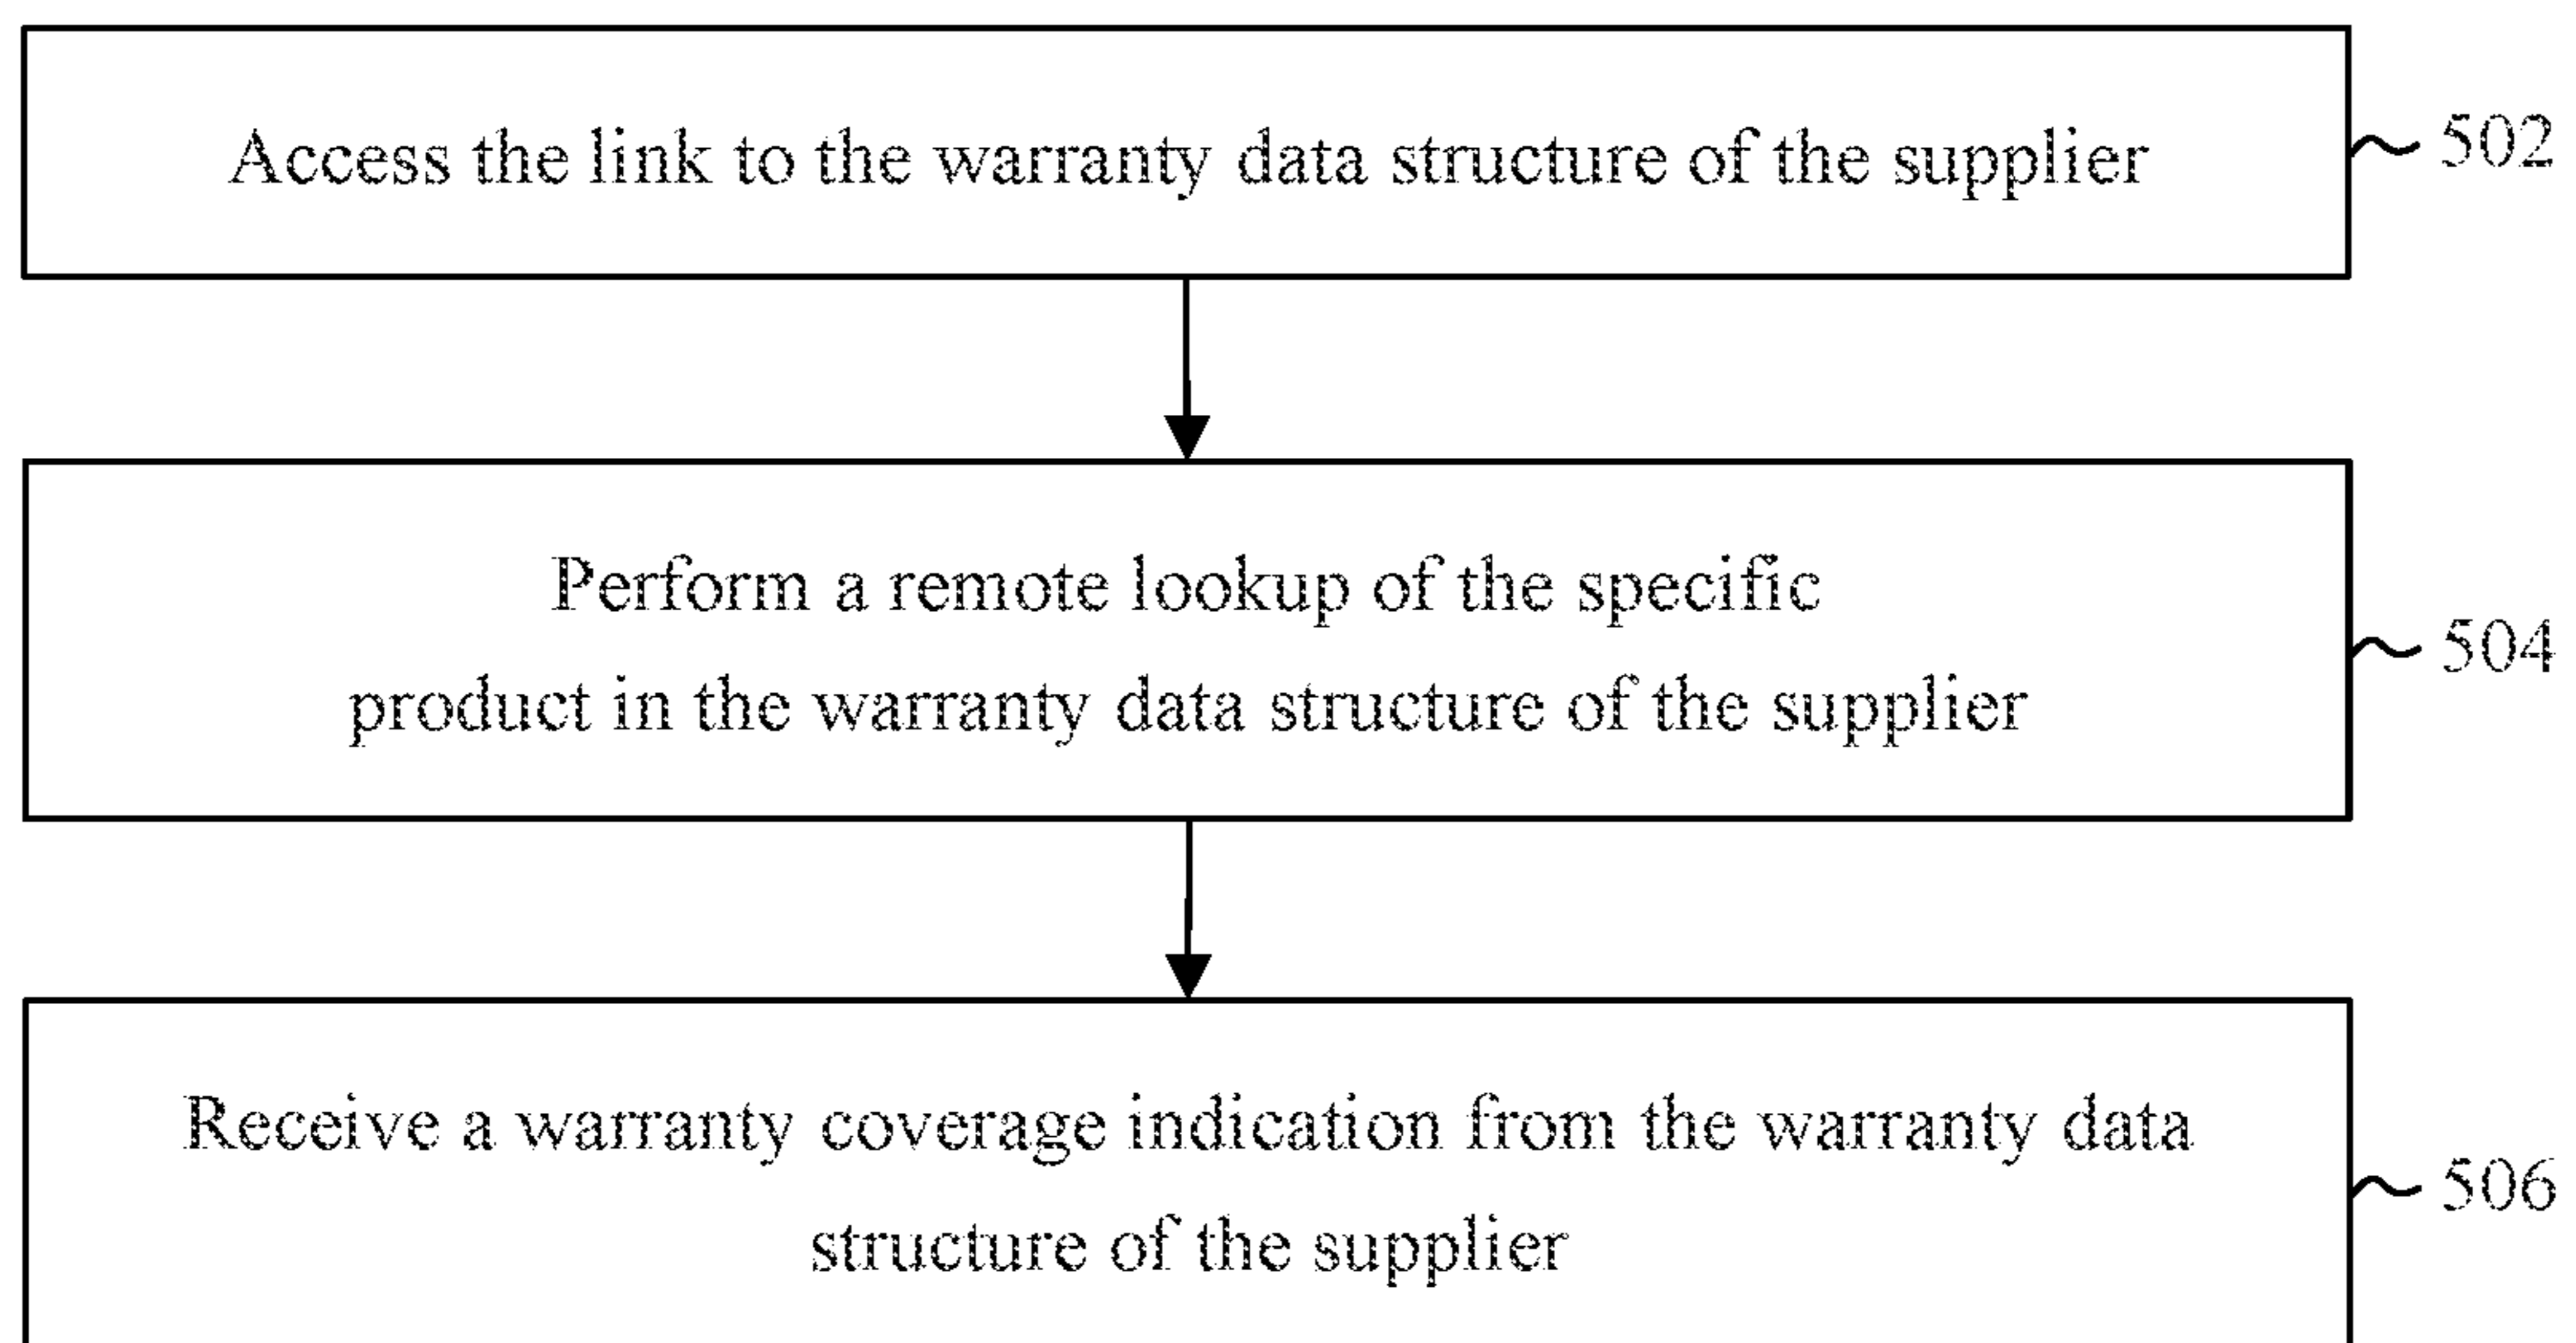 Access the link to the warranty data structure of the supplier
502
Perform a remote lookup of the specific
product in the warranty data structure of the supplier
504
Receive a warranty coverage indication from the warranty data
structure of the supplier
506